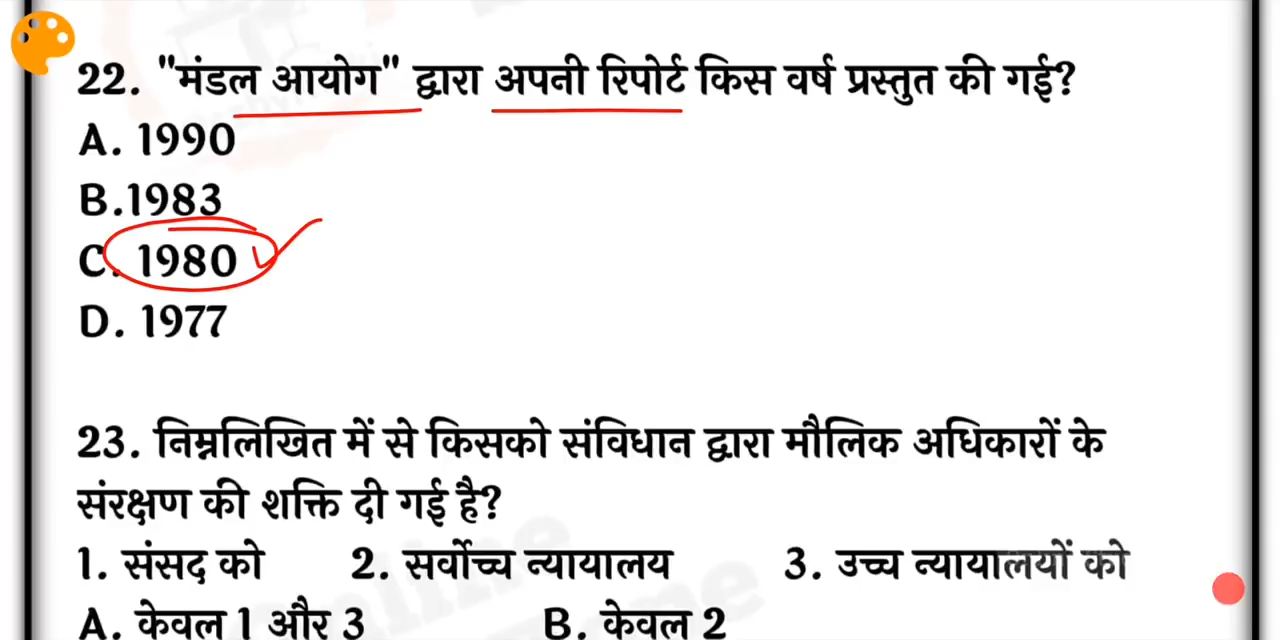 22. "मंडल आयोग" द्वारा अपनी रिपोर्ट किस वर्ष प्रस्तुत की गई?
A. 1990
B.1983
C. 1980
D. 1977
23. निम्नलिखित में से किसको संविधान द्वारा मौलिक अधिकारों के
संरक्षण की शक्ति दी गई है?
1. संसद को 2. सर्वोच्च न्यायालय 3. उच्च न्यायालयों को
A. केवल 1 और 3 B. केवल 2